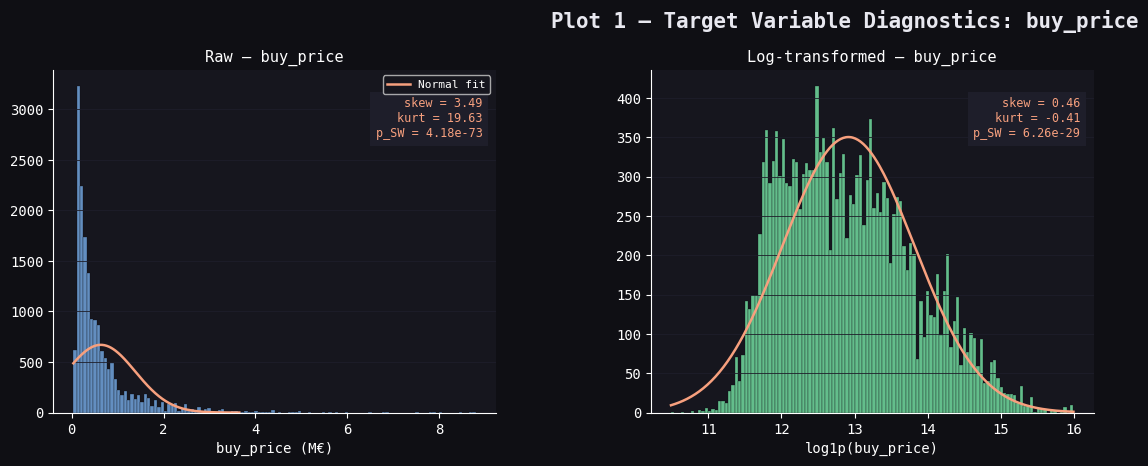 Plot 1 — Target Variable Diagnostics: buy_price
Raw — buy_price
Normal fit
skew = 3.49
kurt = 19.63
p_SW = 4.18e-73
3000
2500
2000
1500
1000
500
0
0 2 4 6 8
buy_price (M€)
Log-transformed — buy_price
skew = 0.46
kurt = -0.41
p_SW = 6.26e-29
400
350
300
250
200
150
100
50
0
11 12 13 14 15 16
log1p(buy_price)